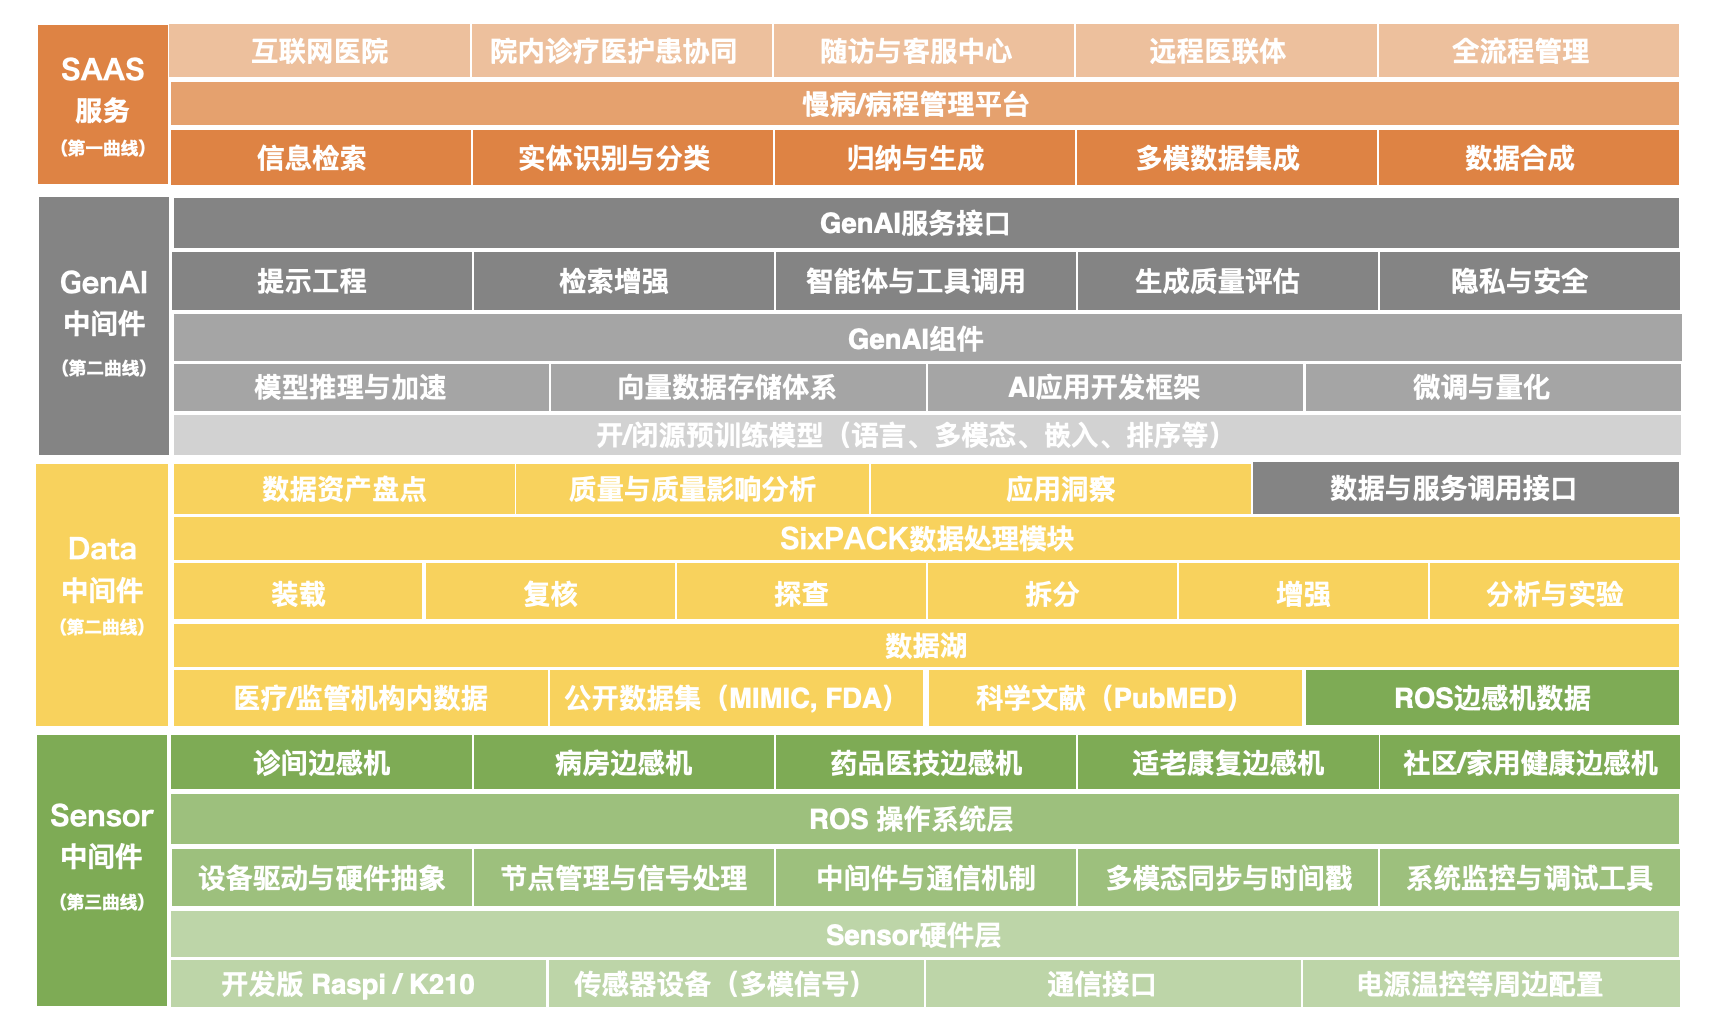 SAAS
服务
（第一曲线）
互联网医院
院内诊疗医护患协同
随访与客服中心
远程医联体
全流程管理
慢病/病程管理平台
信息检索
实体识别与分类
归纳与生成
多模数据集成
数据合成
GenAI
中间件
（第二曲线）
GenAI服务接口
提示工程
检索增强
智能体与工具调用
生成质量评估
隐私与安全
GenAI组件
模型推理与加速
向量数据存储体系
AI应用开发框架
微调与量化
开/闭源预训练模型（语言、多模态、嵌入、排序等）
Data
中间件
（第二曲线）
数据资产盘点
质量与质量影响分析
应用洞察
数据与服务调用接口
SixPACK数据处理模块
装载
复核
探查
拆分
增强
分析与实验
数据湖
医疗/监管机构内数据
公开数据集（MIMIC, FDA）
科学文献（PubMED）
ROS边感机数据
Sensor
中间件
（第三曲线）
诊间边感机
病房边感机
药品医技边感机
适老康复边感机
社区/家用健康边感机
ROS 操作系统层
设备驱动与硬件抽象
节点管理与信号处理
中间件与通信机制
多模态同步与时间戳
系统监控与调试工具
Sensor硬件层
开发版 Raspi / K210
传感器设备（多模信号）
通信接口
电源温控等周边配置